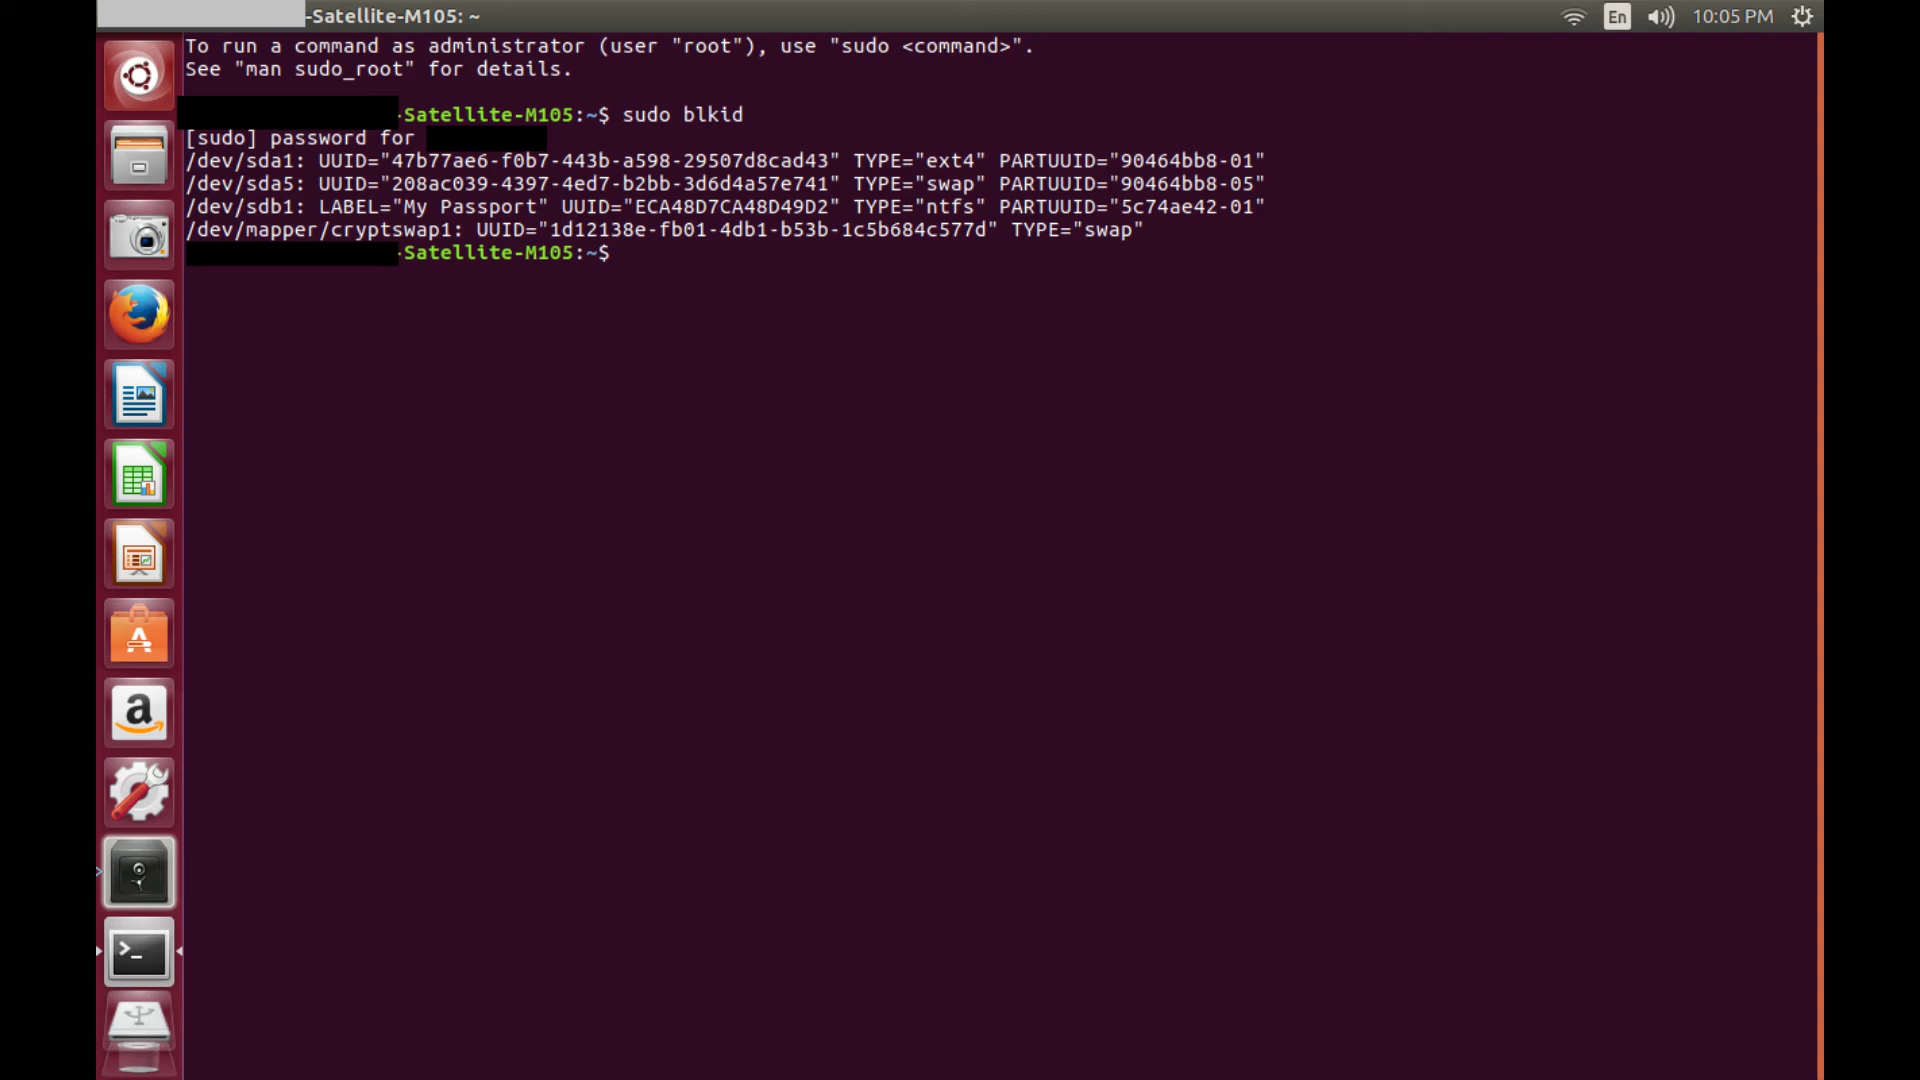 -Satellite-M105: ~
En
10:05 PM
To run a command as administrator (user "root"), use "sudo <command>".
See "man sudo_root" for details.
-Satellite-M105:~$ sudo blkid
[sudo] password for
/dev/sda1: UUID="47b77ae6-f0b7-443b-a598-29507d8cad43" TYPE="ext4" PARTUUID="90464bb8-01"
/dev/sda5: UUID="208ac039-4397-4ed7-b2bb-3d6d4a57e741" TYPE="swap" PARTUUID="90464bb8-05"
/dev/sdb1: LABEL="My Passport" UUID="ECA48D7CA48D49D2" TYPE="ntfs" PARTUUID="5c74ae42-01"
/dev/mapper/cryptswap1: UUID="1d12138e-fb01-4db1-b53b-1c5b684c577d" TYPE="swap"
-Satellite-M105:~$